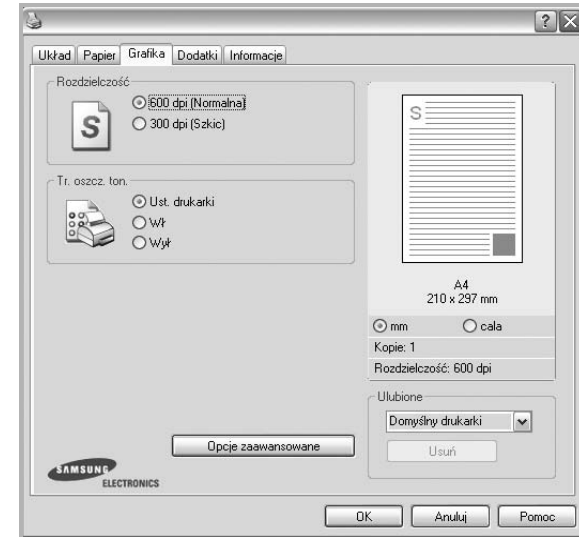 Układ Papier Grafika Dodatki Informacje
Rozdzielczość
600 dpi (Normalna)
300 dpi (Szkic)
S
Tr. oszcz. ton.
Ust. drukarki
Wł
Wył
S
A4
210 x 297 mm
mm cala
Kopie: 1
Rozdzielczość: 600 dpi
Ulubione
Domyślny drukarki
Usuń
Opcje zaawansowane
SAMSUNG
ELECTRONICS
OK Anuluj Pomoc